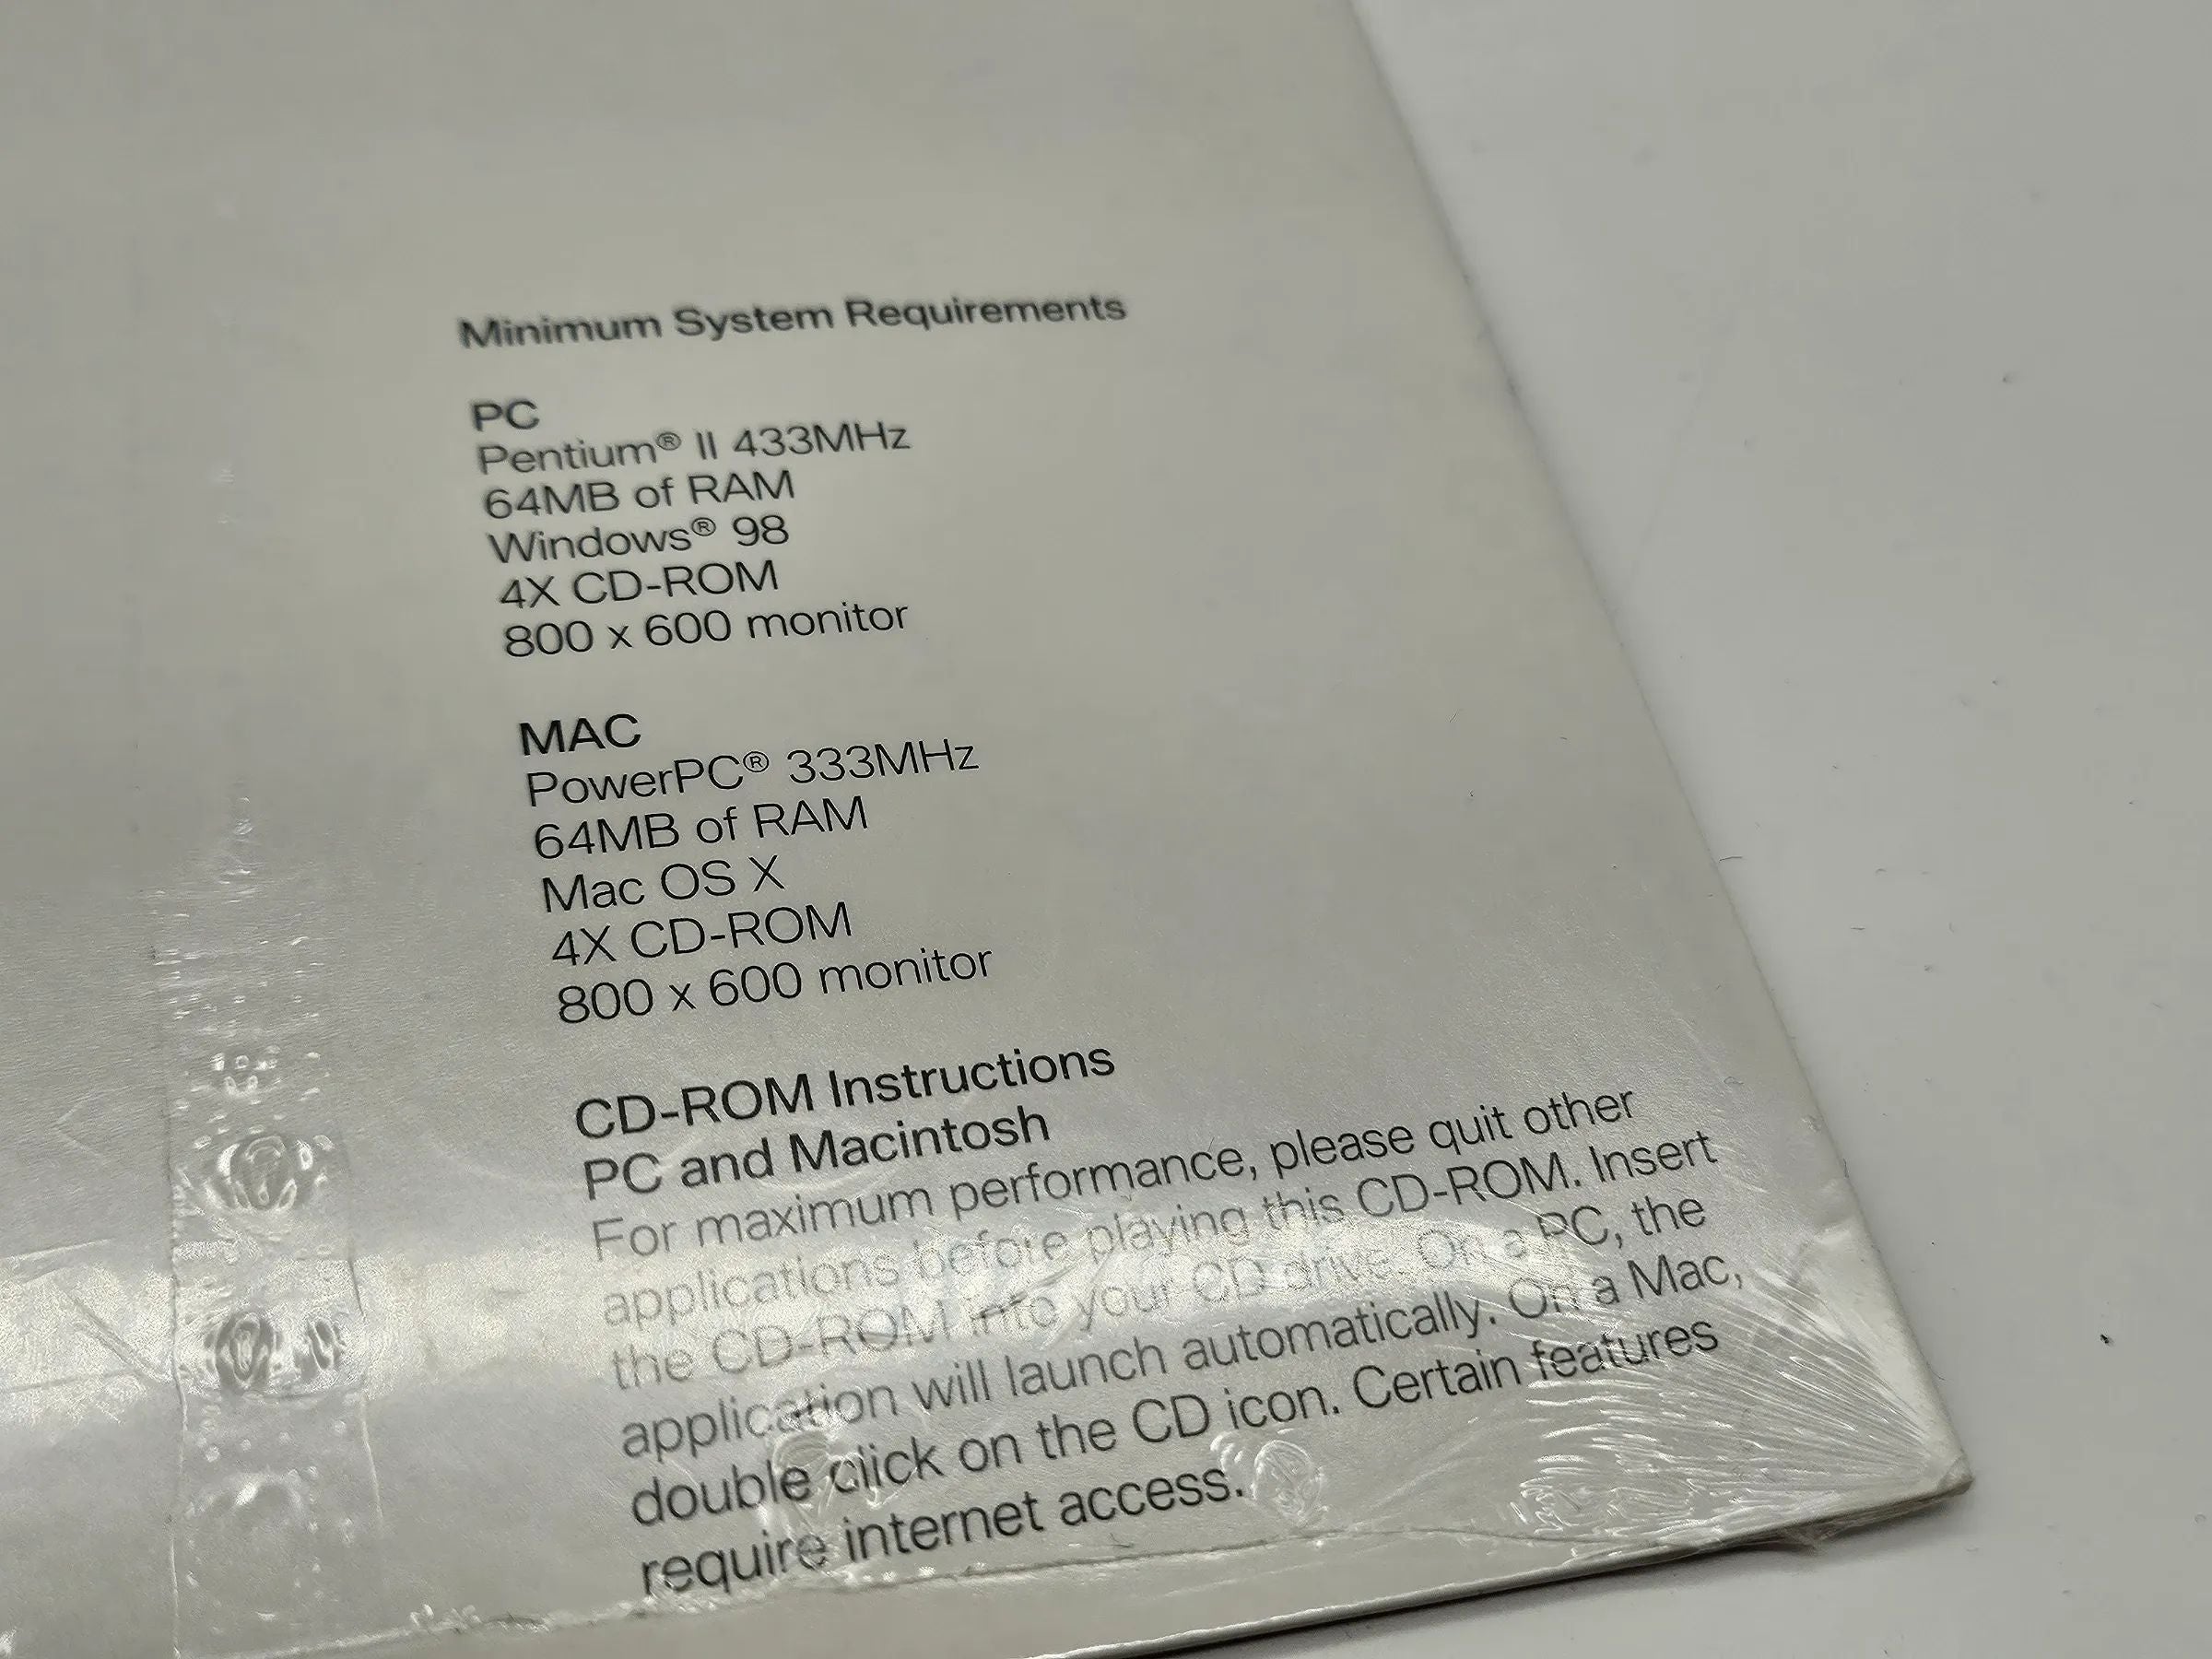 Minimum System Requirements
PC
Pentium® II 433MHz
64MB of RAM
Windows® 98
4X CD-ROM
800 x 600 monitor
MAC
PowerPC® 333MHz
64MB of RAM
Mac OS X
4X CD-ROM
800 x 600 monitor
CD-ROM Instructions
PC and Macintosh
For maximum performance, please quit other
applications before playing this CD-ROM. Insert
the CD-ROM into your CD drive. On a PC, the
application will launch automatically. On a Mac,
double click on the CD icon. Certain features
require internet access.